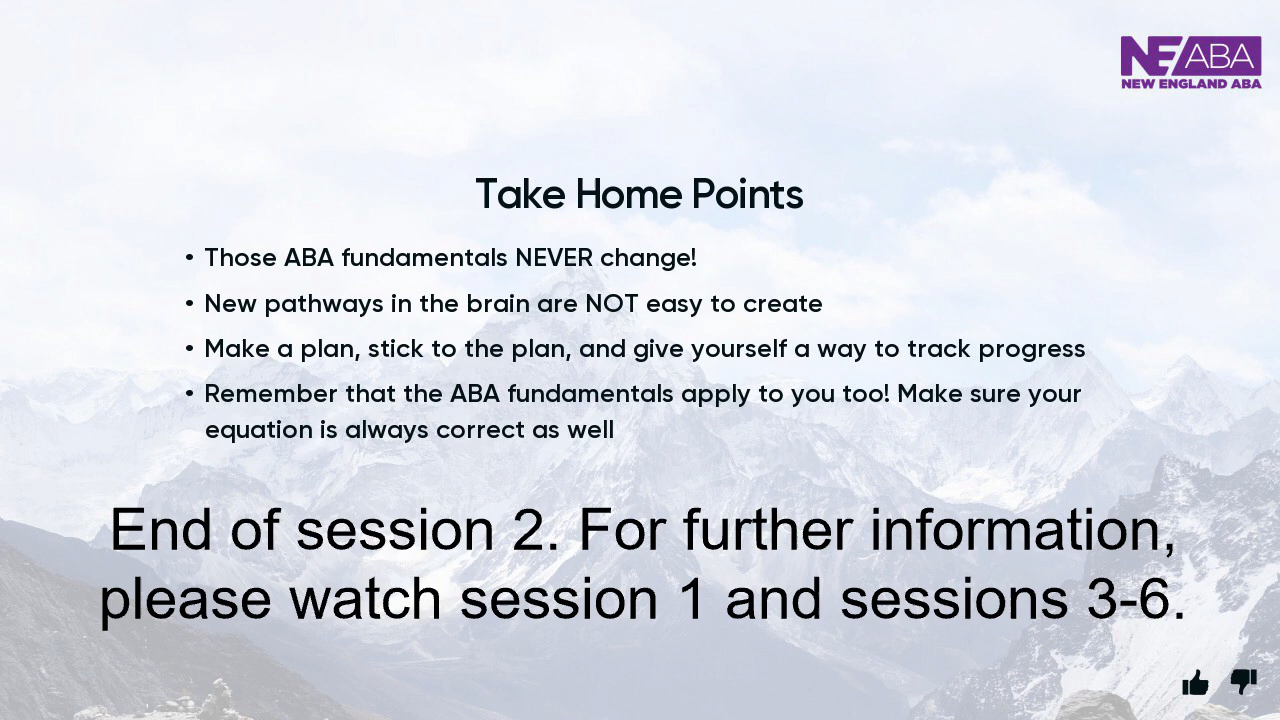 NEABA
NEW ENGLAND ABA
Take Home Points
• Those ABA fundamentals NEVER change!
• New pathways in the brain are NOT easy to create
• Make a plan, stick to the plan, and give yourself a way to track progress
• Remember that the ABA fundamentals apply to you too! Make sure your
equation is always correct as well
End of session 2. For further information,
please watch session 1 and sessions 3-6.